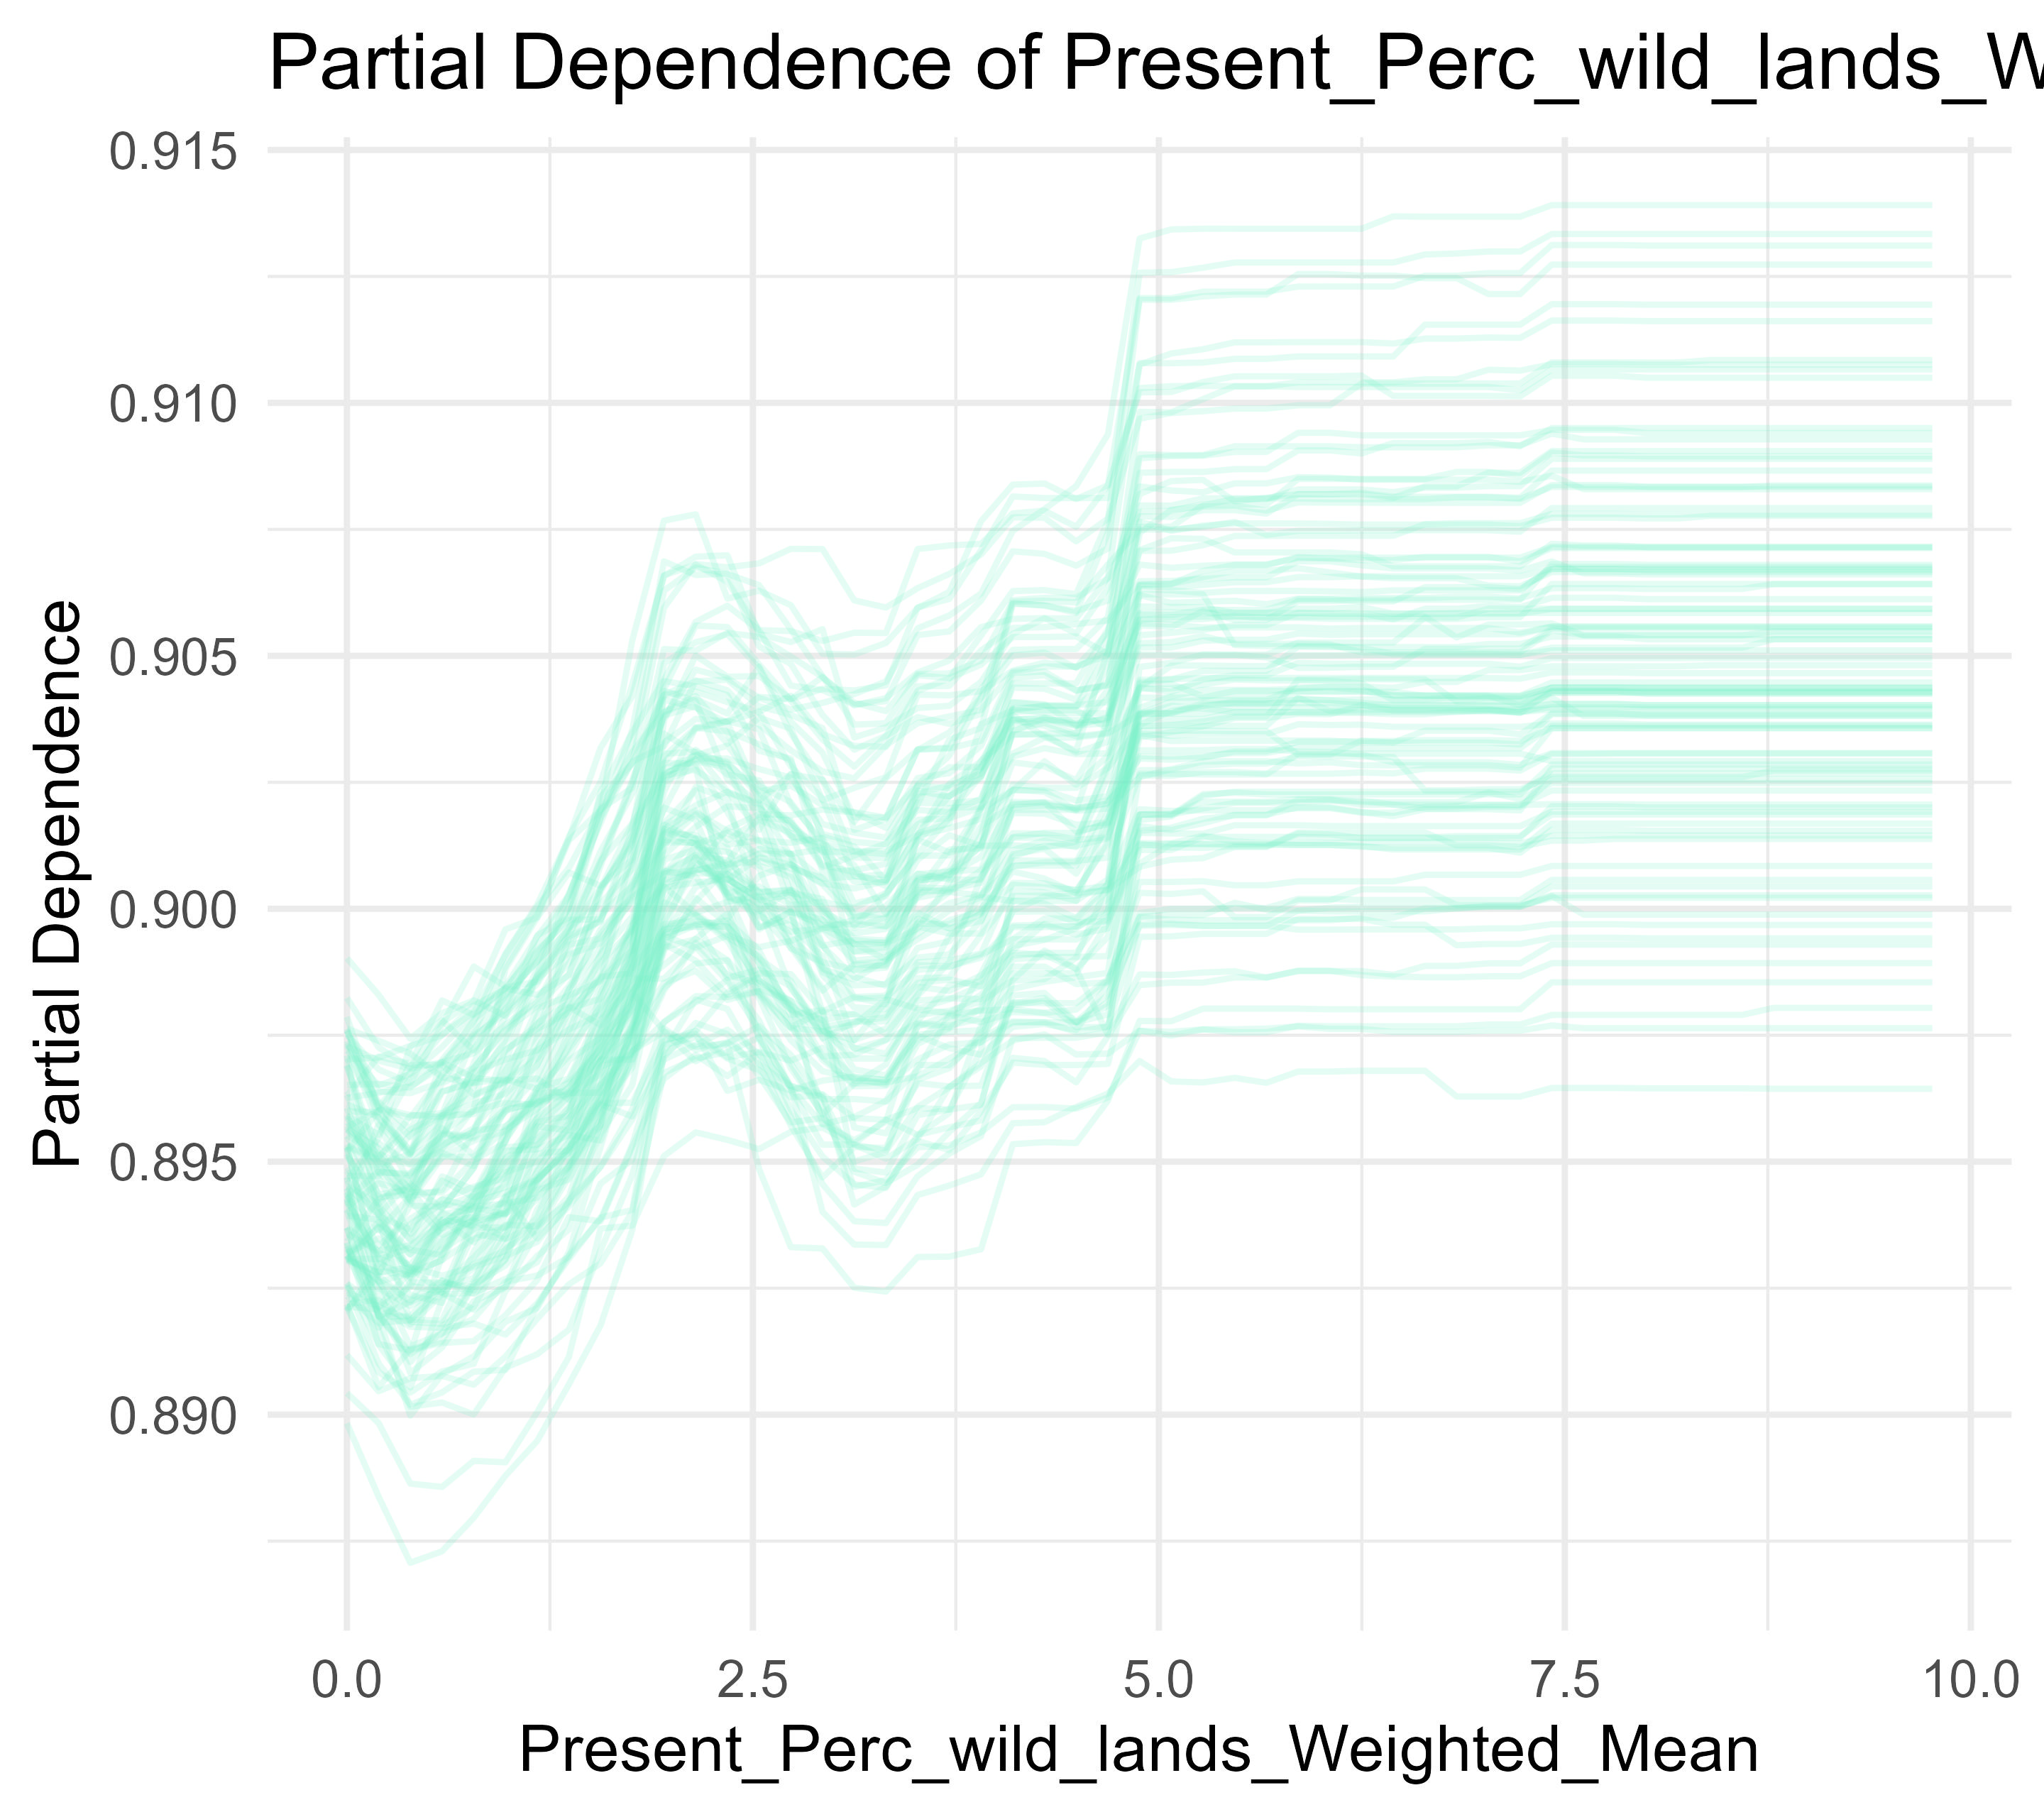 Partial Dependence of Present_Perc_wild_lands_W
0.915
0.910
0.905
0.900
0.895
0.890
Partial Dependence
0.0 2.5 5.0 7.5 10.0
Present_Perc_wild_lands_Weighted_Mean